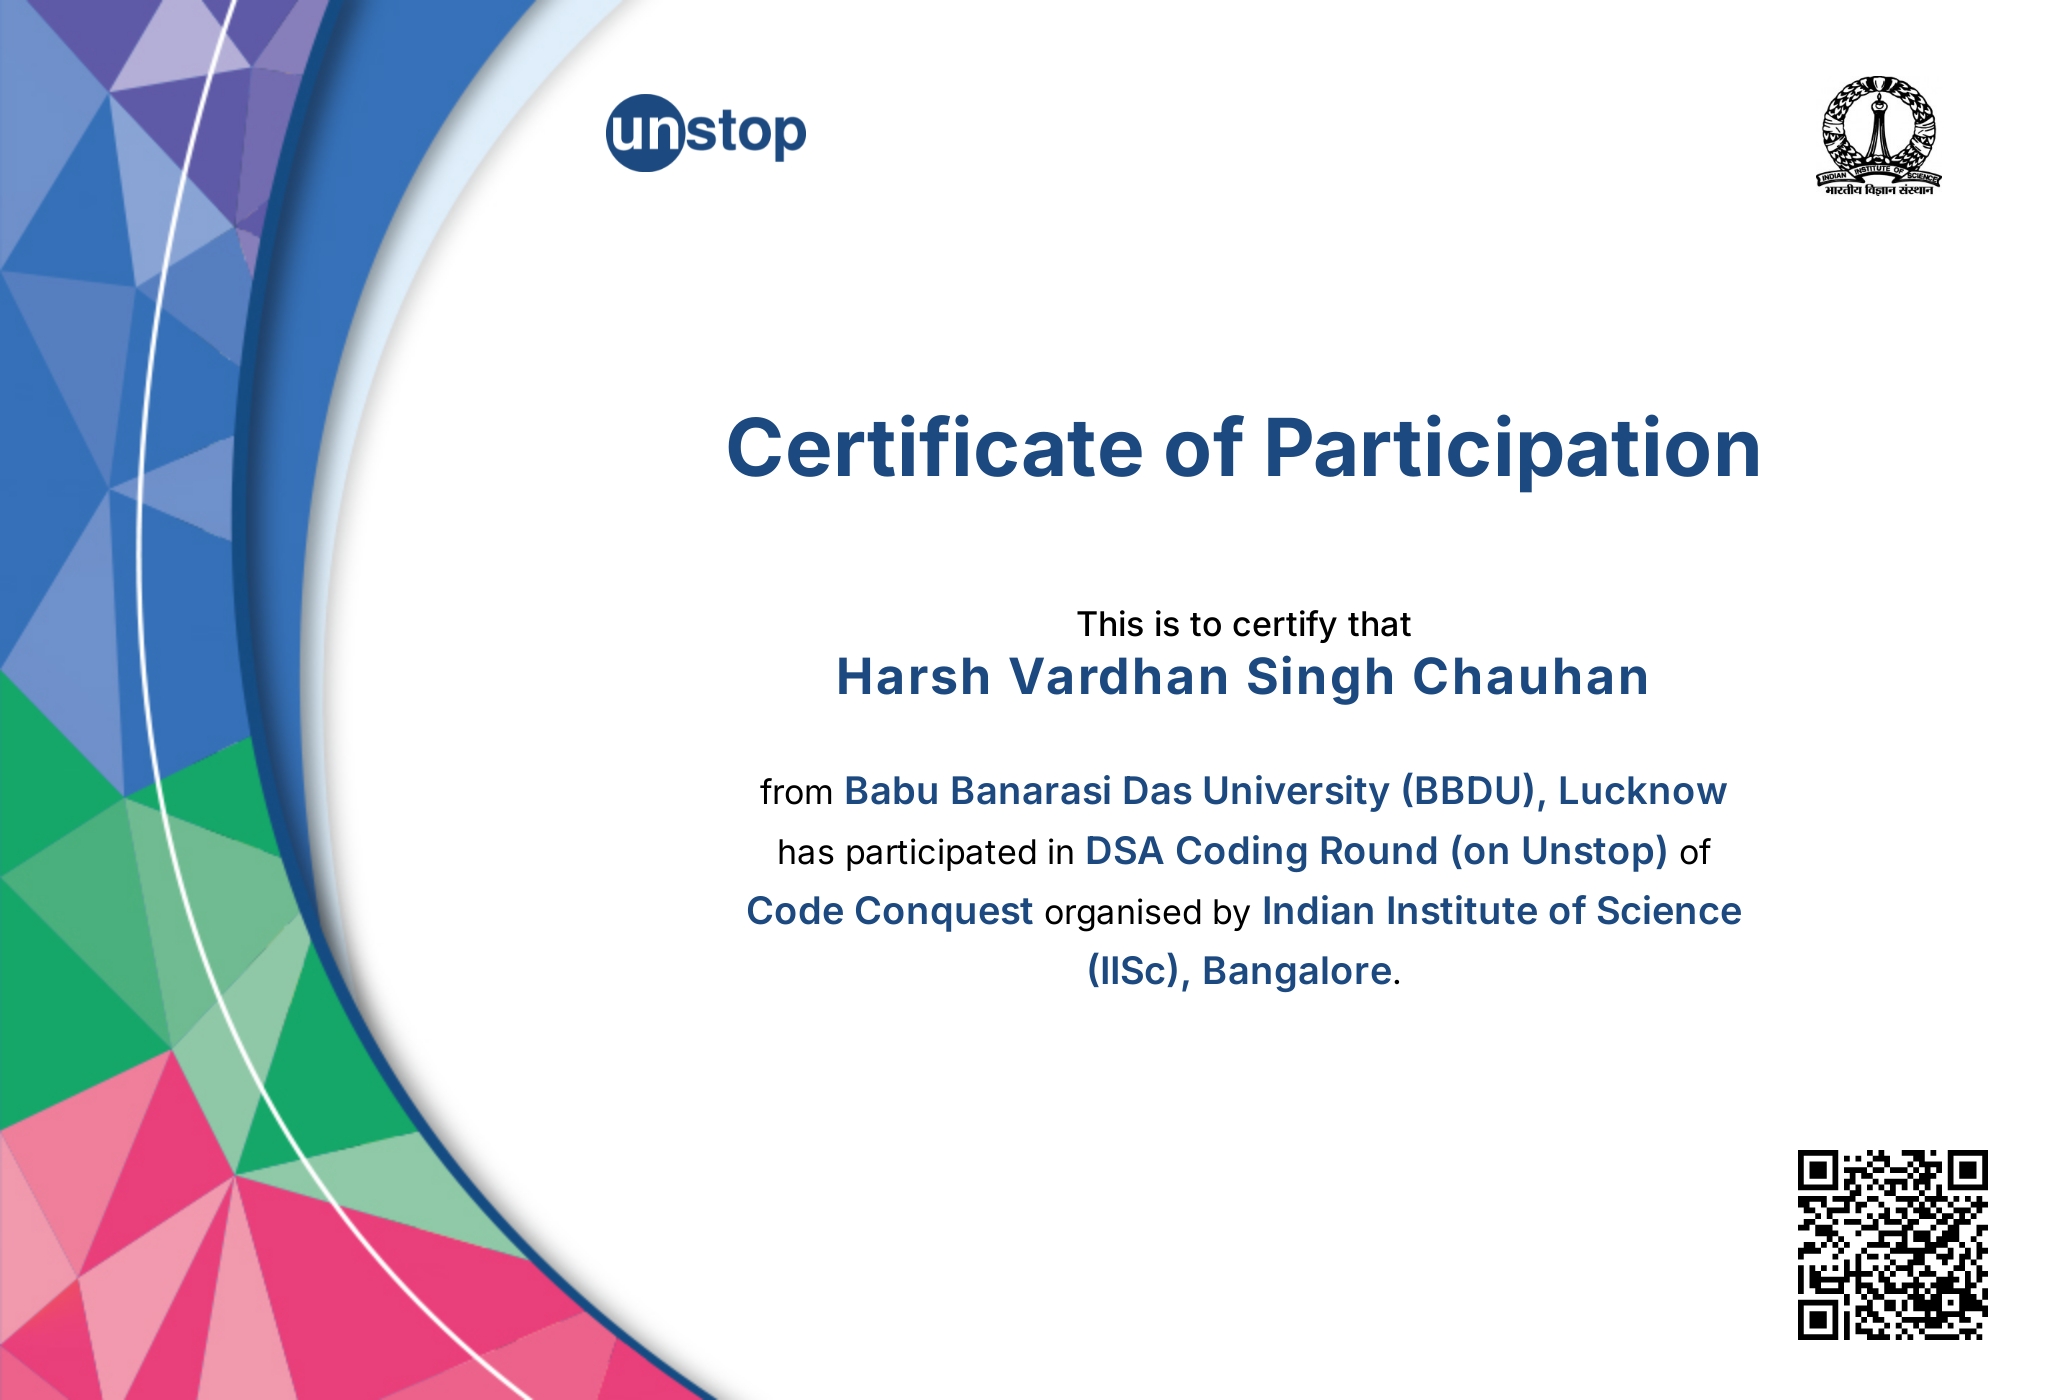 unstop
INDIAN INSTITUTE OF SCIENCE
भारतीय विज्ञान संस्थान
Certificate of Participation
This is to certify that
Harsh Vardhan Singh Chauhan
from Babu Banarasi Das University (BBDU), Lucknow
has participated in DSA Coding Round (on Unstop) of
Code Conquest organised by Indian Institute of Science
(IISc), Bangalore.